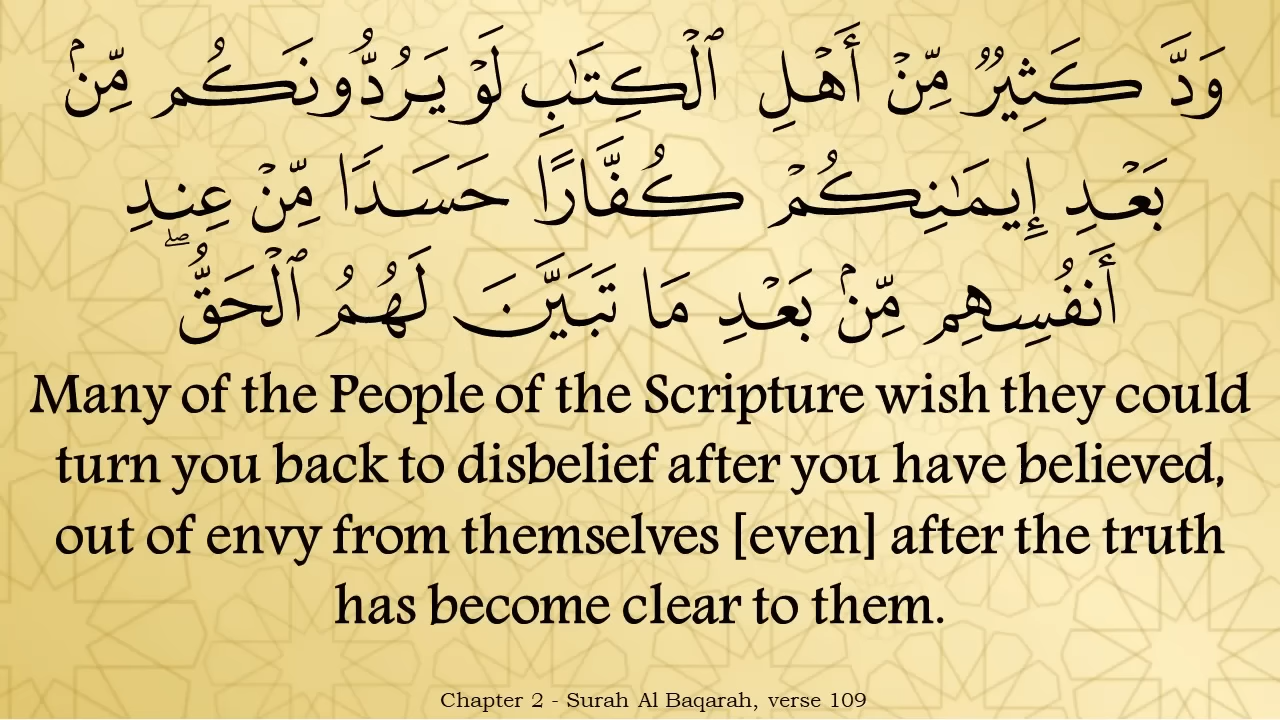 وَدَّ كَثِيرٌ مِّنْ أَهْلِ ٱلْكِتَٰبِ لَوْ يَرُدُّونَكُم مِّنۢ
بَعْدِ إِيمَٰنِكُمْ كُفَّارًا حَسَدًا مِّنْ عِندِ
أَنفُسِهِم مِّنۢ بَعْدِ مَا تَبَيَّنَ لَهُمُ ٱلْحَقُّ ۖ
Many of the People of the Scripture wish they could
turn you back to disbelief after you have believed,
out of envy from themselves [even] after the truth
has become clear to them.
Chapter 2 - Surah Al Baqarah, verse 109